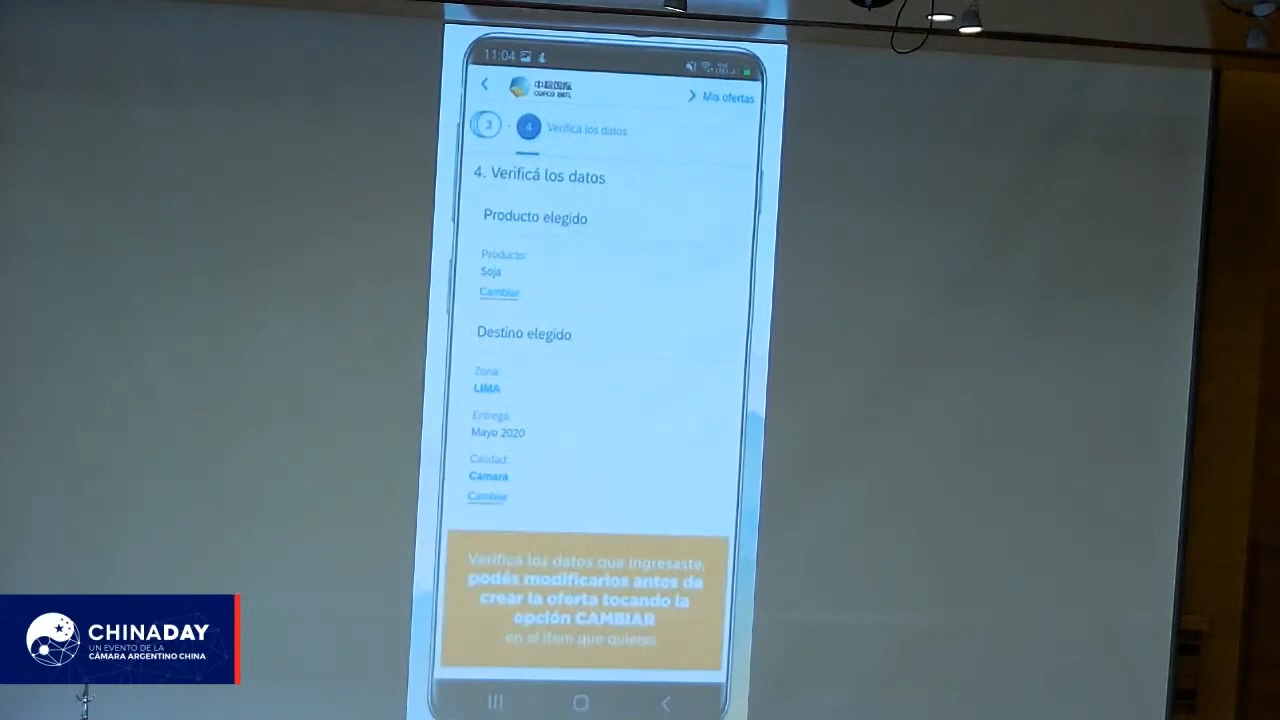 11:04
中粮国际
COFCO INTL
Mis ofertas
3
4
Verifica los datos
4. Verificá los datos
Producto elegido
Producto:
Soja
Cambiar
Destino elegido
Zona:
LIMA
Entrega:
Mayo 2020
Calidad:
Camara
Cambiar
Verificá los datos que ingresaste,
podés modificarlos antes de
crear la oferta tocando la
opción CAMBIAR
en el ítem que quieras.
CHINADAY
UN EVENTO DE LA
CÁMARA ARGENTINO CHINA